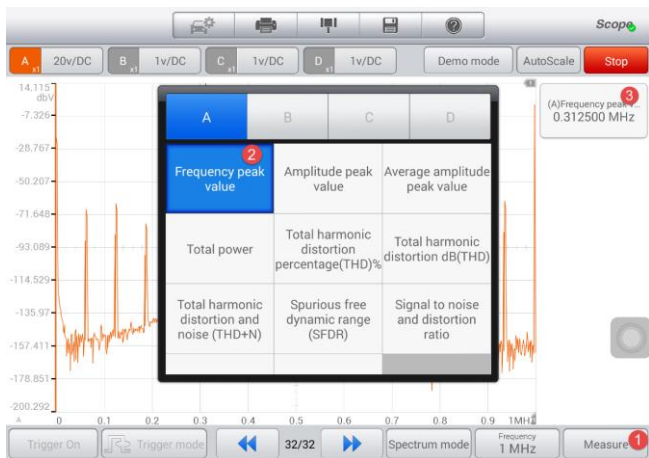 Scope
A
x1
20v/DC
B
x1
1v/DC
C
x1
1v/DC
D
x1
1v/DC
Demo mode
AutoScale
Stop
14.115
dbV
-7.326
-28.767
-50.207
-71.648
-93.089
-114.529
-135.97
-157.411
-178.851
-200.292
A
B
C
D
2
Frequency peak
value
Amplitude peak
value
Average amplitude
peak value
Total power
Total harmonic
distortion
percentage(THD)%
Total harmonic
distortion dB(THD)
Total harmonic
distortion and
noise (THD+N)
Spurious free
dynamic range
(SFDR)
Signal to noise
and distortion
ratio
3
(A)Frequency peak
0.312500 MHz
A
0
0.1
0.2
0.3
0.4
0.5
0.6
0.7
0.8
0.9
1MHz
Trigger On
Trigger mode
32/32
Spectrum mode
Frequency
1 MHz
Measure
1